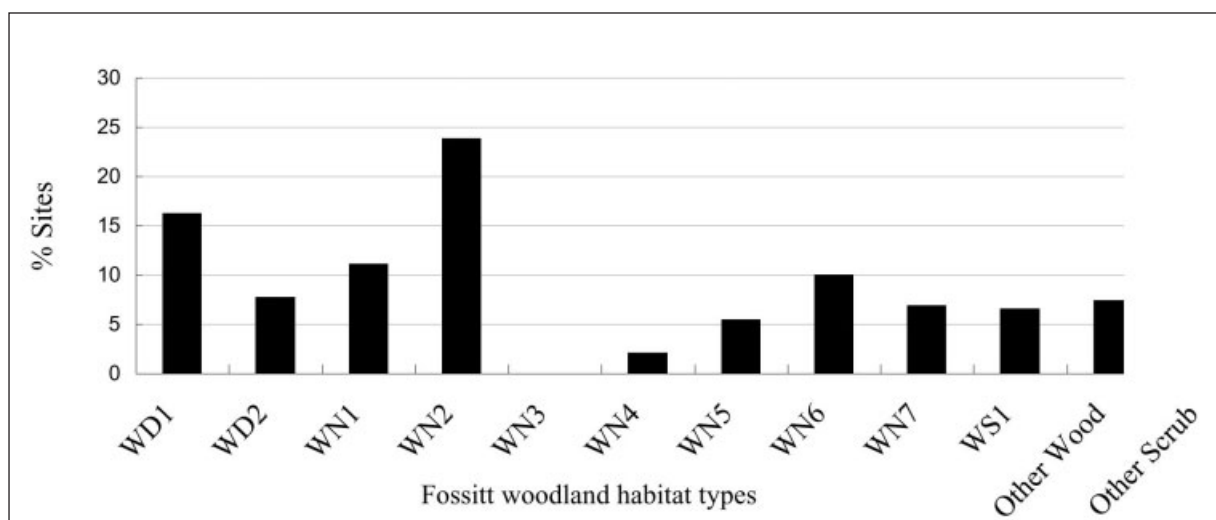 30
25
20
15
10
5
0
% Sites
WD1
WD2
WN1
WN2
WN3
WN4
WN5
WN6
WN7
WS1
Other Wood
Other Scrub
Fossitt woodland habitat types